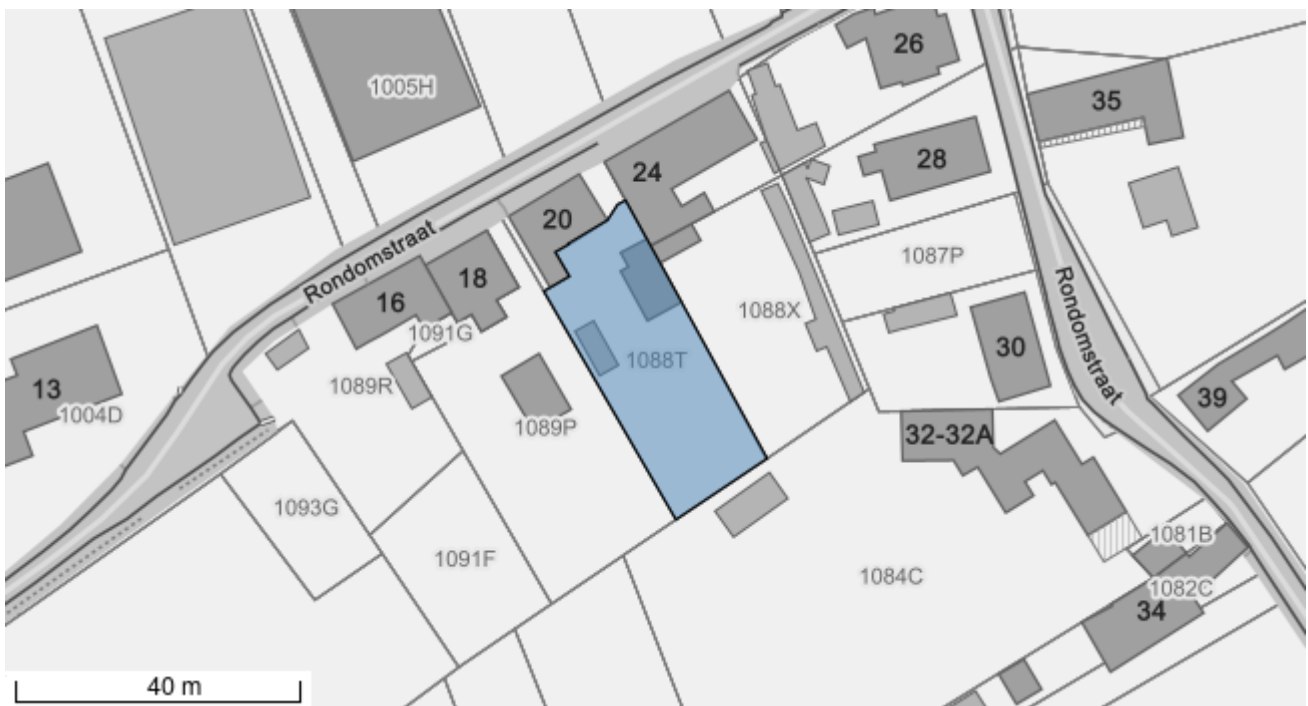 26
1005H
35
24
28
20
Rondomstraat
1087P
18
16
1088X
Rondomstraat
1091G
1088T
30
1089R
13
1004D
39
1089P
32-32A
1093G
1081B
1091F
1084C
1082C
34
40 m